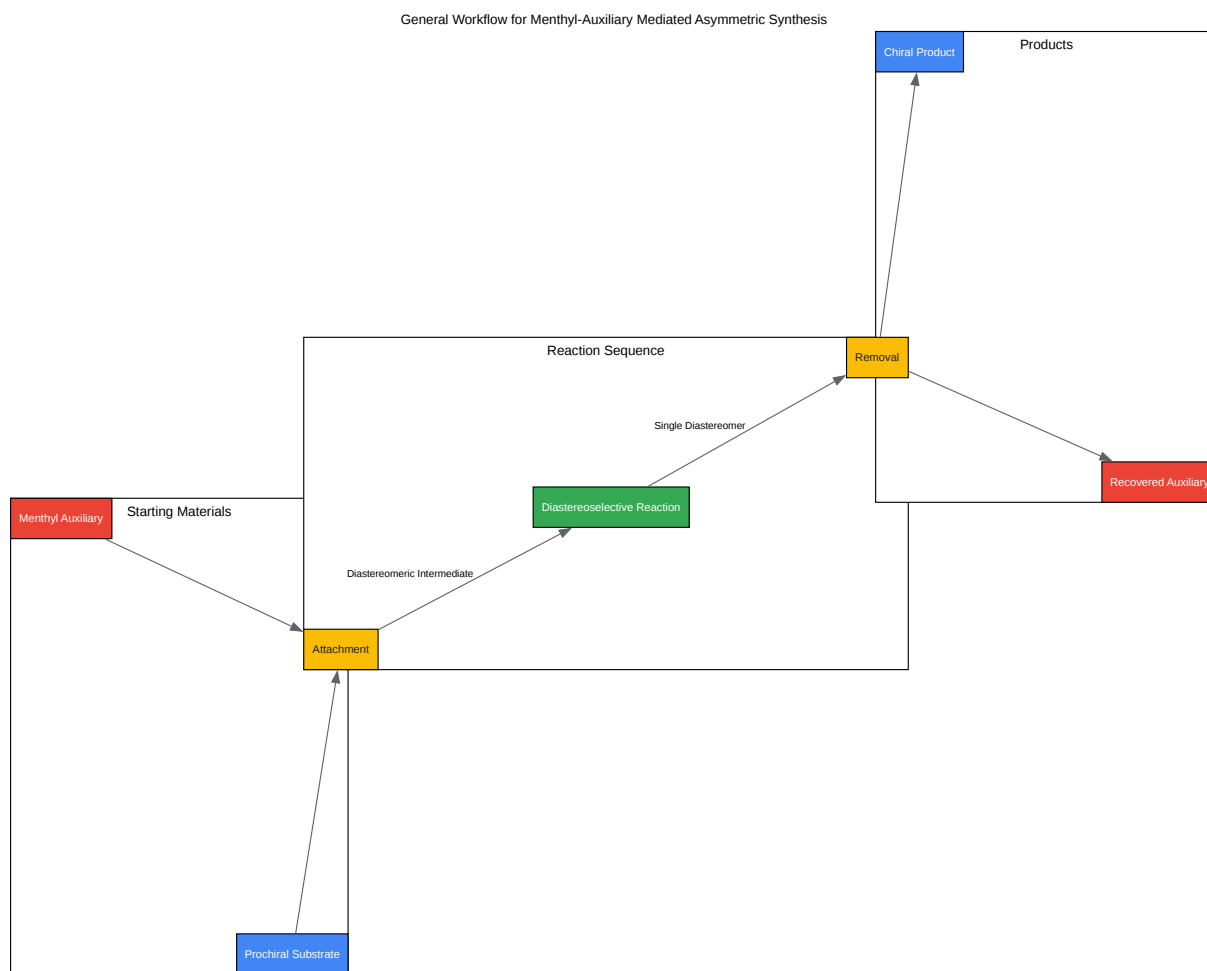 General Workflow for Menthyl-Auxiliary Mediated Asymmetric Synthesis
Products
Chiral Product
Reaction Sequence
Removal
Single Diastereomer
Recovered Auxiliary
Diastereoselective Reaction
Starting Materials
Menthyl Auxiliary
Diastereomeric Intermediate
Attachment
Prochiral Substrate